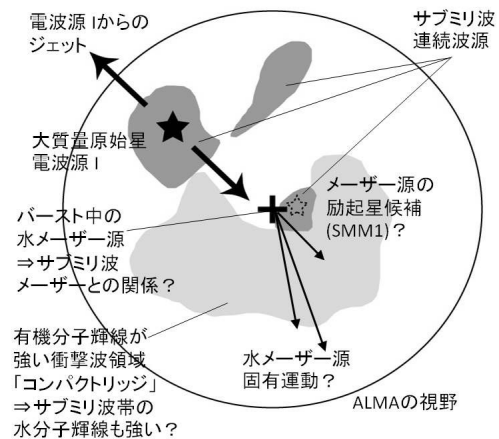 電波源 Iからの
ジェット
サブミリ波
連続波源
大質量原始星
電波源 I
メーザー源の
励起星候補
(SMM1)？
バースト中の
水メーザー源
⇒サブミリ波
メーザーとの関係？
有機分子輝線が
強い衝撃波領域
「コンパクトリッジ」
⇒サブミリ波帯の
水分子輝線も強い？
水メーザー源
固有運動？
ALMAの視野